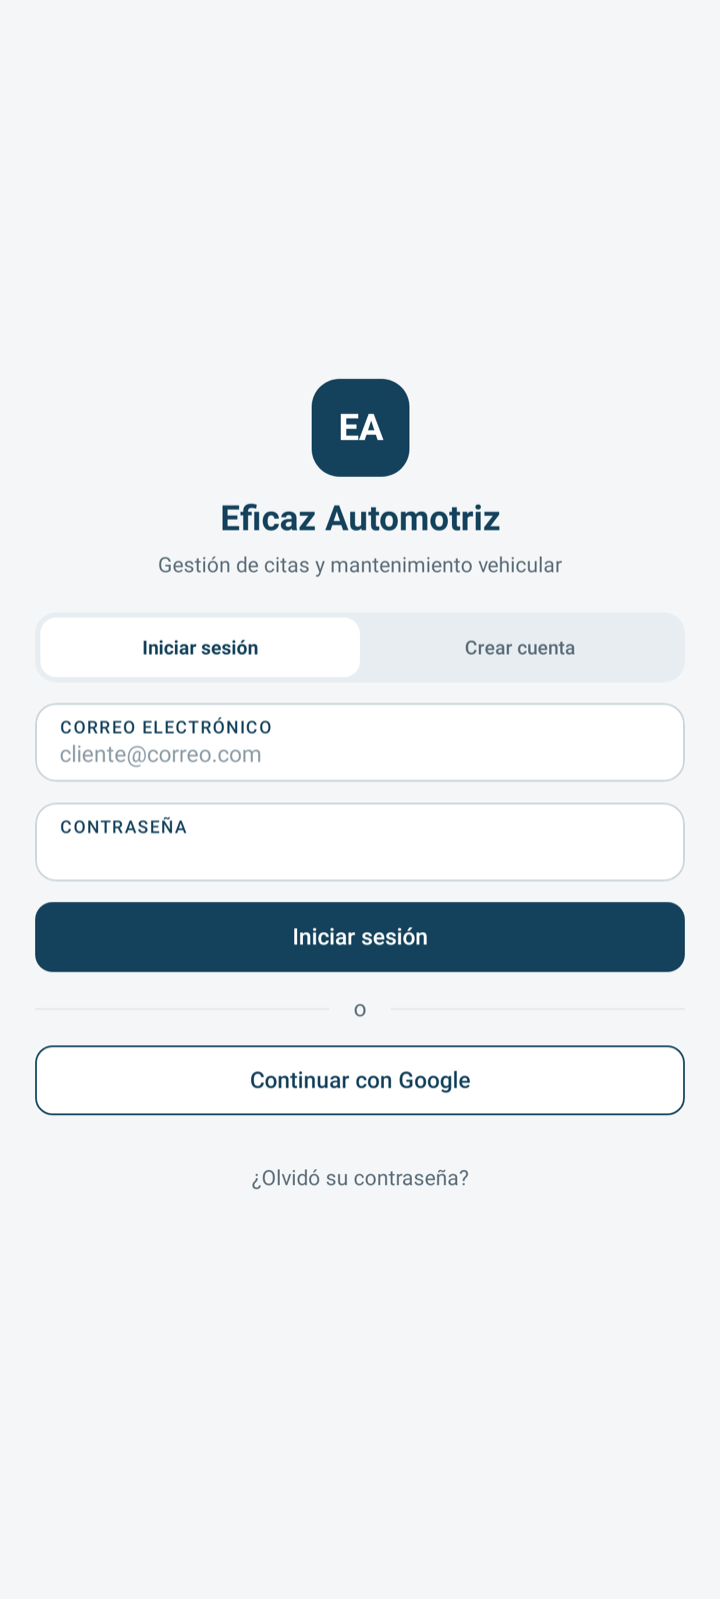 EA
Eficaz Automotriz
Gestión de citas y mantenimiento vehicular
Iniciar sesión
Crear cuenta
CORREO ELECTRÓNICO
cliente@correo.com
CONTRASEÑA
Iniciar sesión
o
Continuar con Google
¿Olvidó su contraseña?